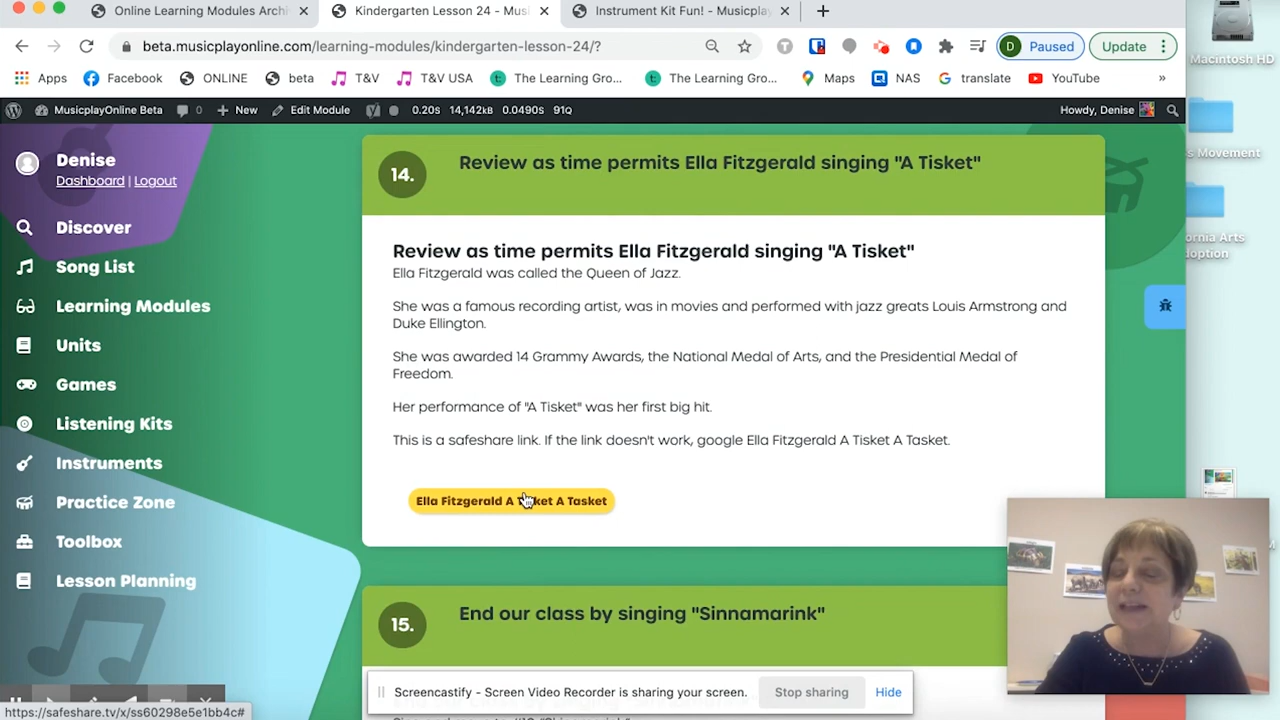 Online Learning Modules Archi
Kindergarten Lesson 24 - Mus
Instrument Kit Fun! - Musicplay
beta.musicplayonline.com/learning-modules/kindergarten-lesson-24/?
D
Paused
Update
Apps
Facebook
ONLINE
beta
T&V
T&V USA
The Learning Gro...
The Learning Gro...
Maps
NAS
translate
YouTube
»
MusicplayOnline Beta
0
New
Edit Module
0.20s 14,142kB 0.0490s 91Q
Howdy, Denise
Macintosh HD
s Movement
ornia Arts
doption
Denise
Dashboard | Logout
Discover
Song List
Learning Modules
Units
Games
Listening Kits
Instruments
Practice Zone
Toolbox
Lesson Planning
14.
Review as time permits Ella Fitzgerald singing "A Tisket"
Review as time permits Ella Fitzgerald singing "A Tisket"
Ella Fitzgerald was called the Queen of Jazz.
She was a famous recording artist, was in movies and performed with jazz greats Louis Armstrong and
Duke Ellington.
She was awarded 14 Grammy Awards, the National Medal of Arts, and the Presidential Medal of
Freedom.
Her performance of "A Tisket" was her first big hit.
This is a safeshare link. If the link doesn't work, google Ella Fitzgerald A Tisket A Tasket.
Ella Fitzgerald A Tisket A Tasket
15.
End our class by singing "Sinnamarink"
Screencastify - Screen Video Recorder is sharing your screen.
Stop sharing
Hide
https://safeshare.tv/x/ss60298e5e1bb4c#